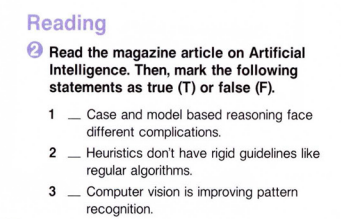 Reading
2 Read the magazine article on Artificial
Intelligence. Then, mark the following
statements as true (T) or false (F).
1 __ Case and model based reasoning face
different complications.
2 __ Heuristics don't have rigid guidelines like
regular algorithms.
3 __ Computer vision is improving pattern
recognition.